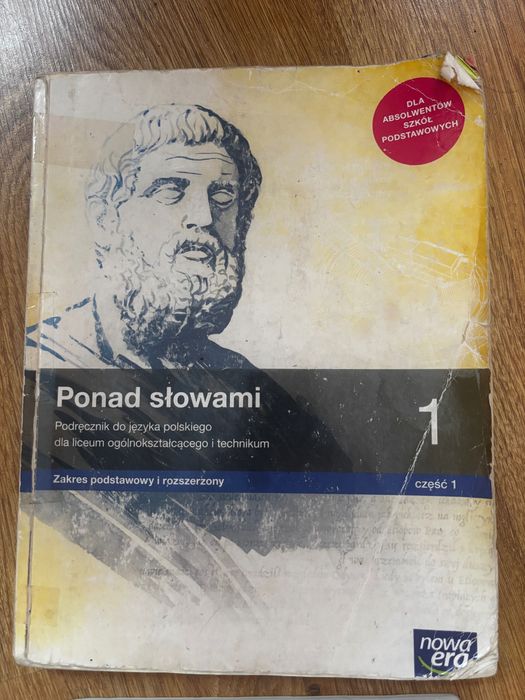 DLA
ABSOLWENTÓW
SZKÓŁ
PODSTAWOWYCH
Ponad słowami
Podręcznik do języka polskiego
dla liceum ogólnokształcącego i technikum
1
Zakres podstawowy i rozszerzony
część 1
nowa
era